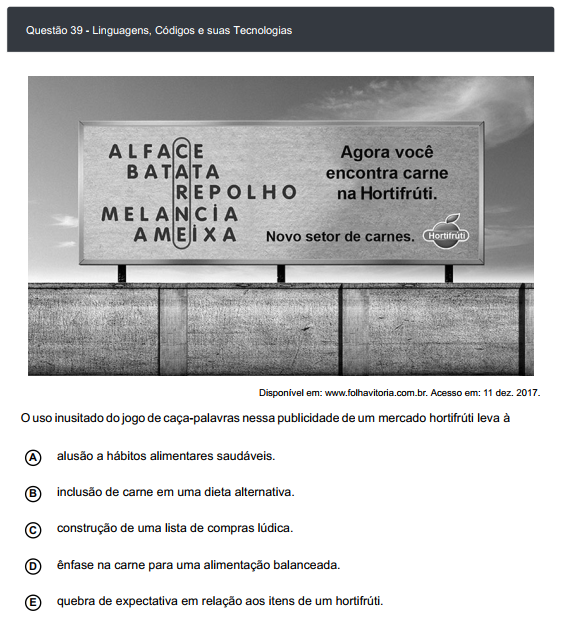 Questão 39 - Linguagens, Códigos e suas Tecnologias
ALFACE
BATATA
REPOLHO
MELANCIA
AMEIXA
Agora você
encontra carne
na Hortifrúti.
Novo setor de carnes.
Hortifrúti
Disponível em: www.folhavitoria.com.br. Acesso em: 11 dez. 2017.
O uso inusitado do jogo de caça-palavras nessa publicidade de um mercado hortifrúti leva à
A alusão a hábitos alimentares saudáveis.
B inclusão de carne em uma dieta alternativa.
C construção de uma lista de compras lúdica.
D ênfase na carne para uma alimentação balanceada.
E quebra de expectativa em relação aos itens de um hortifrúti.